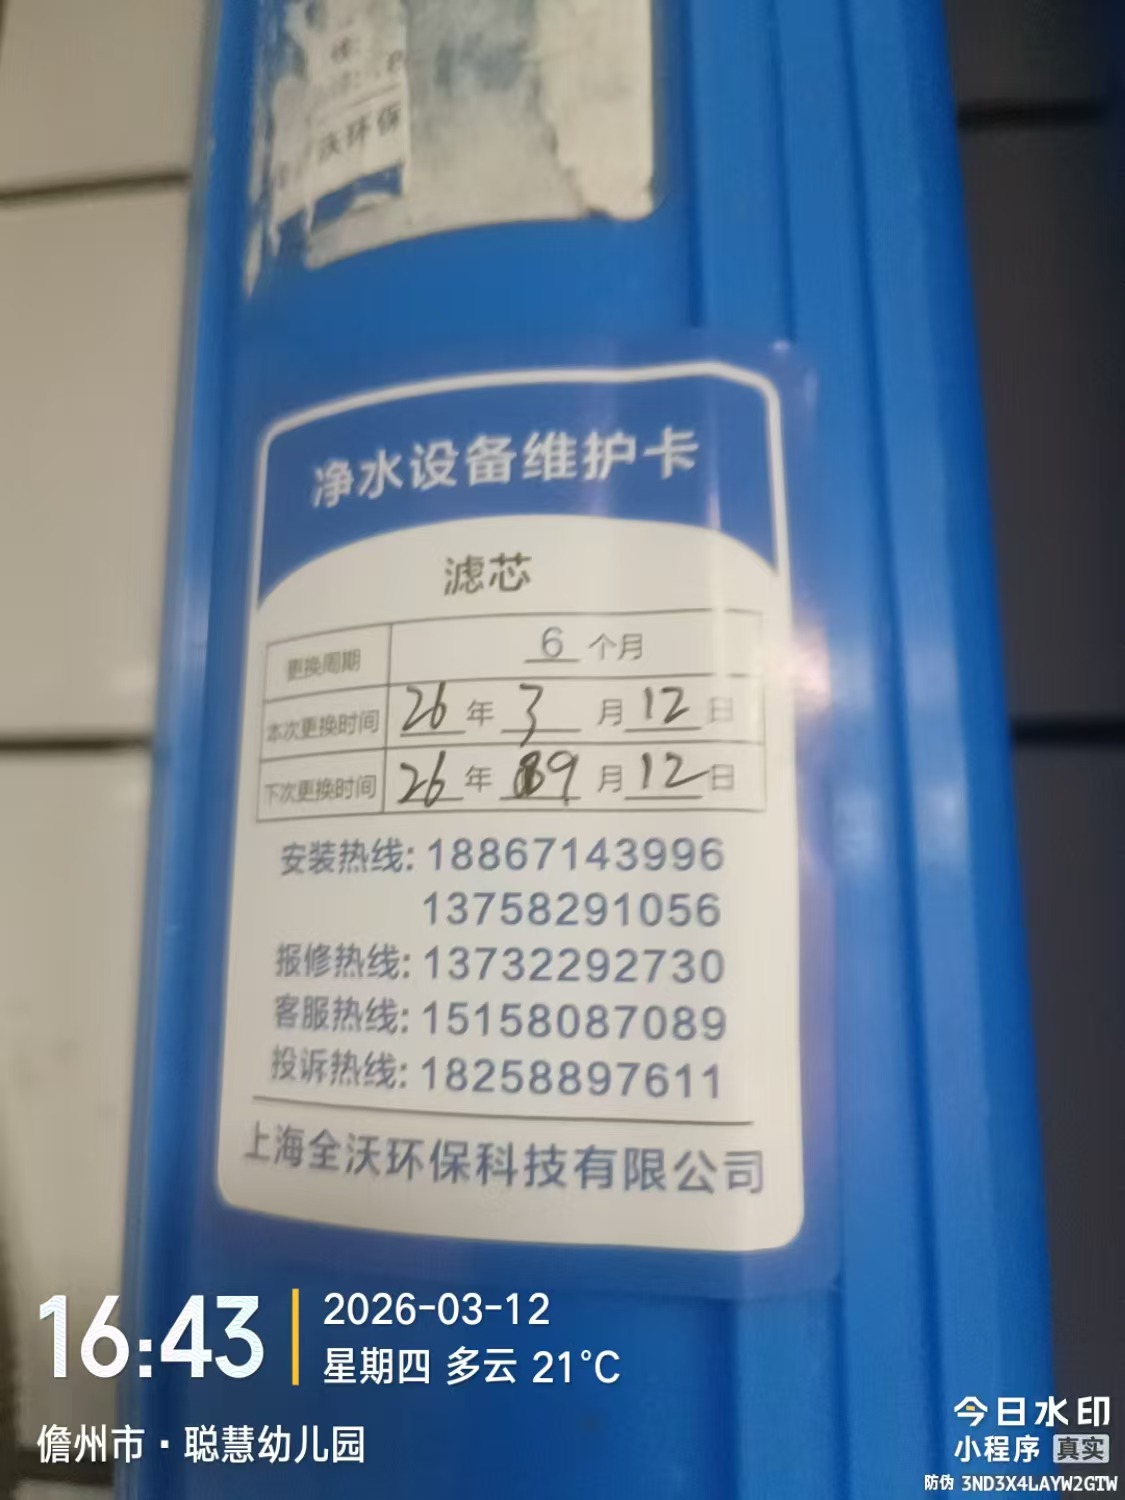 沃环保
净水设备维护卡
滤芯
更换周期 6 个月
本次更换时间 26 年 3 月 12 日
下次更换时间 26 年 9 月 12 日
安装热线: 18867143996
13758291056
报修热线: 13732292730
客服热线: 15158087089
投诉热线: 18258897611
上海全沃环保科技有限公司
16:43
2026-03-12
星期四 多云 21°C
儋州市·聪慧幼儿园
今日水印
小程序 真实
防伪 3ND3X4LAYW2GTW